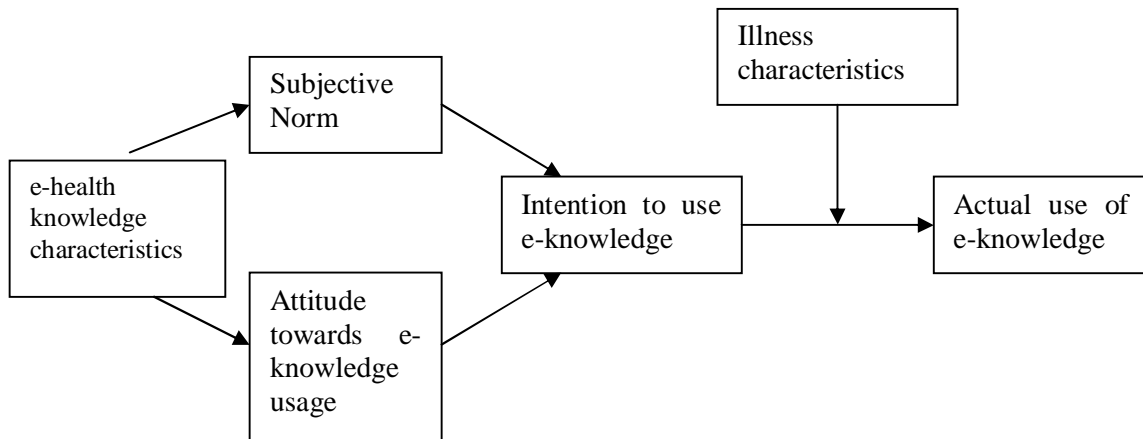 Illness
characteristics
Subjective
Norm
e-health
knowledge
characteristics
Intention to use
e-knowledge
Actual use of
e-knowledge
Attitude
towards e-
knowledge
usage